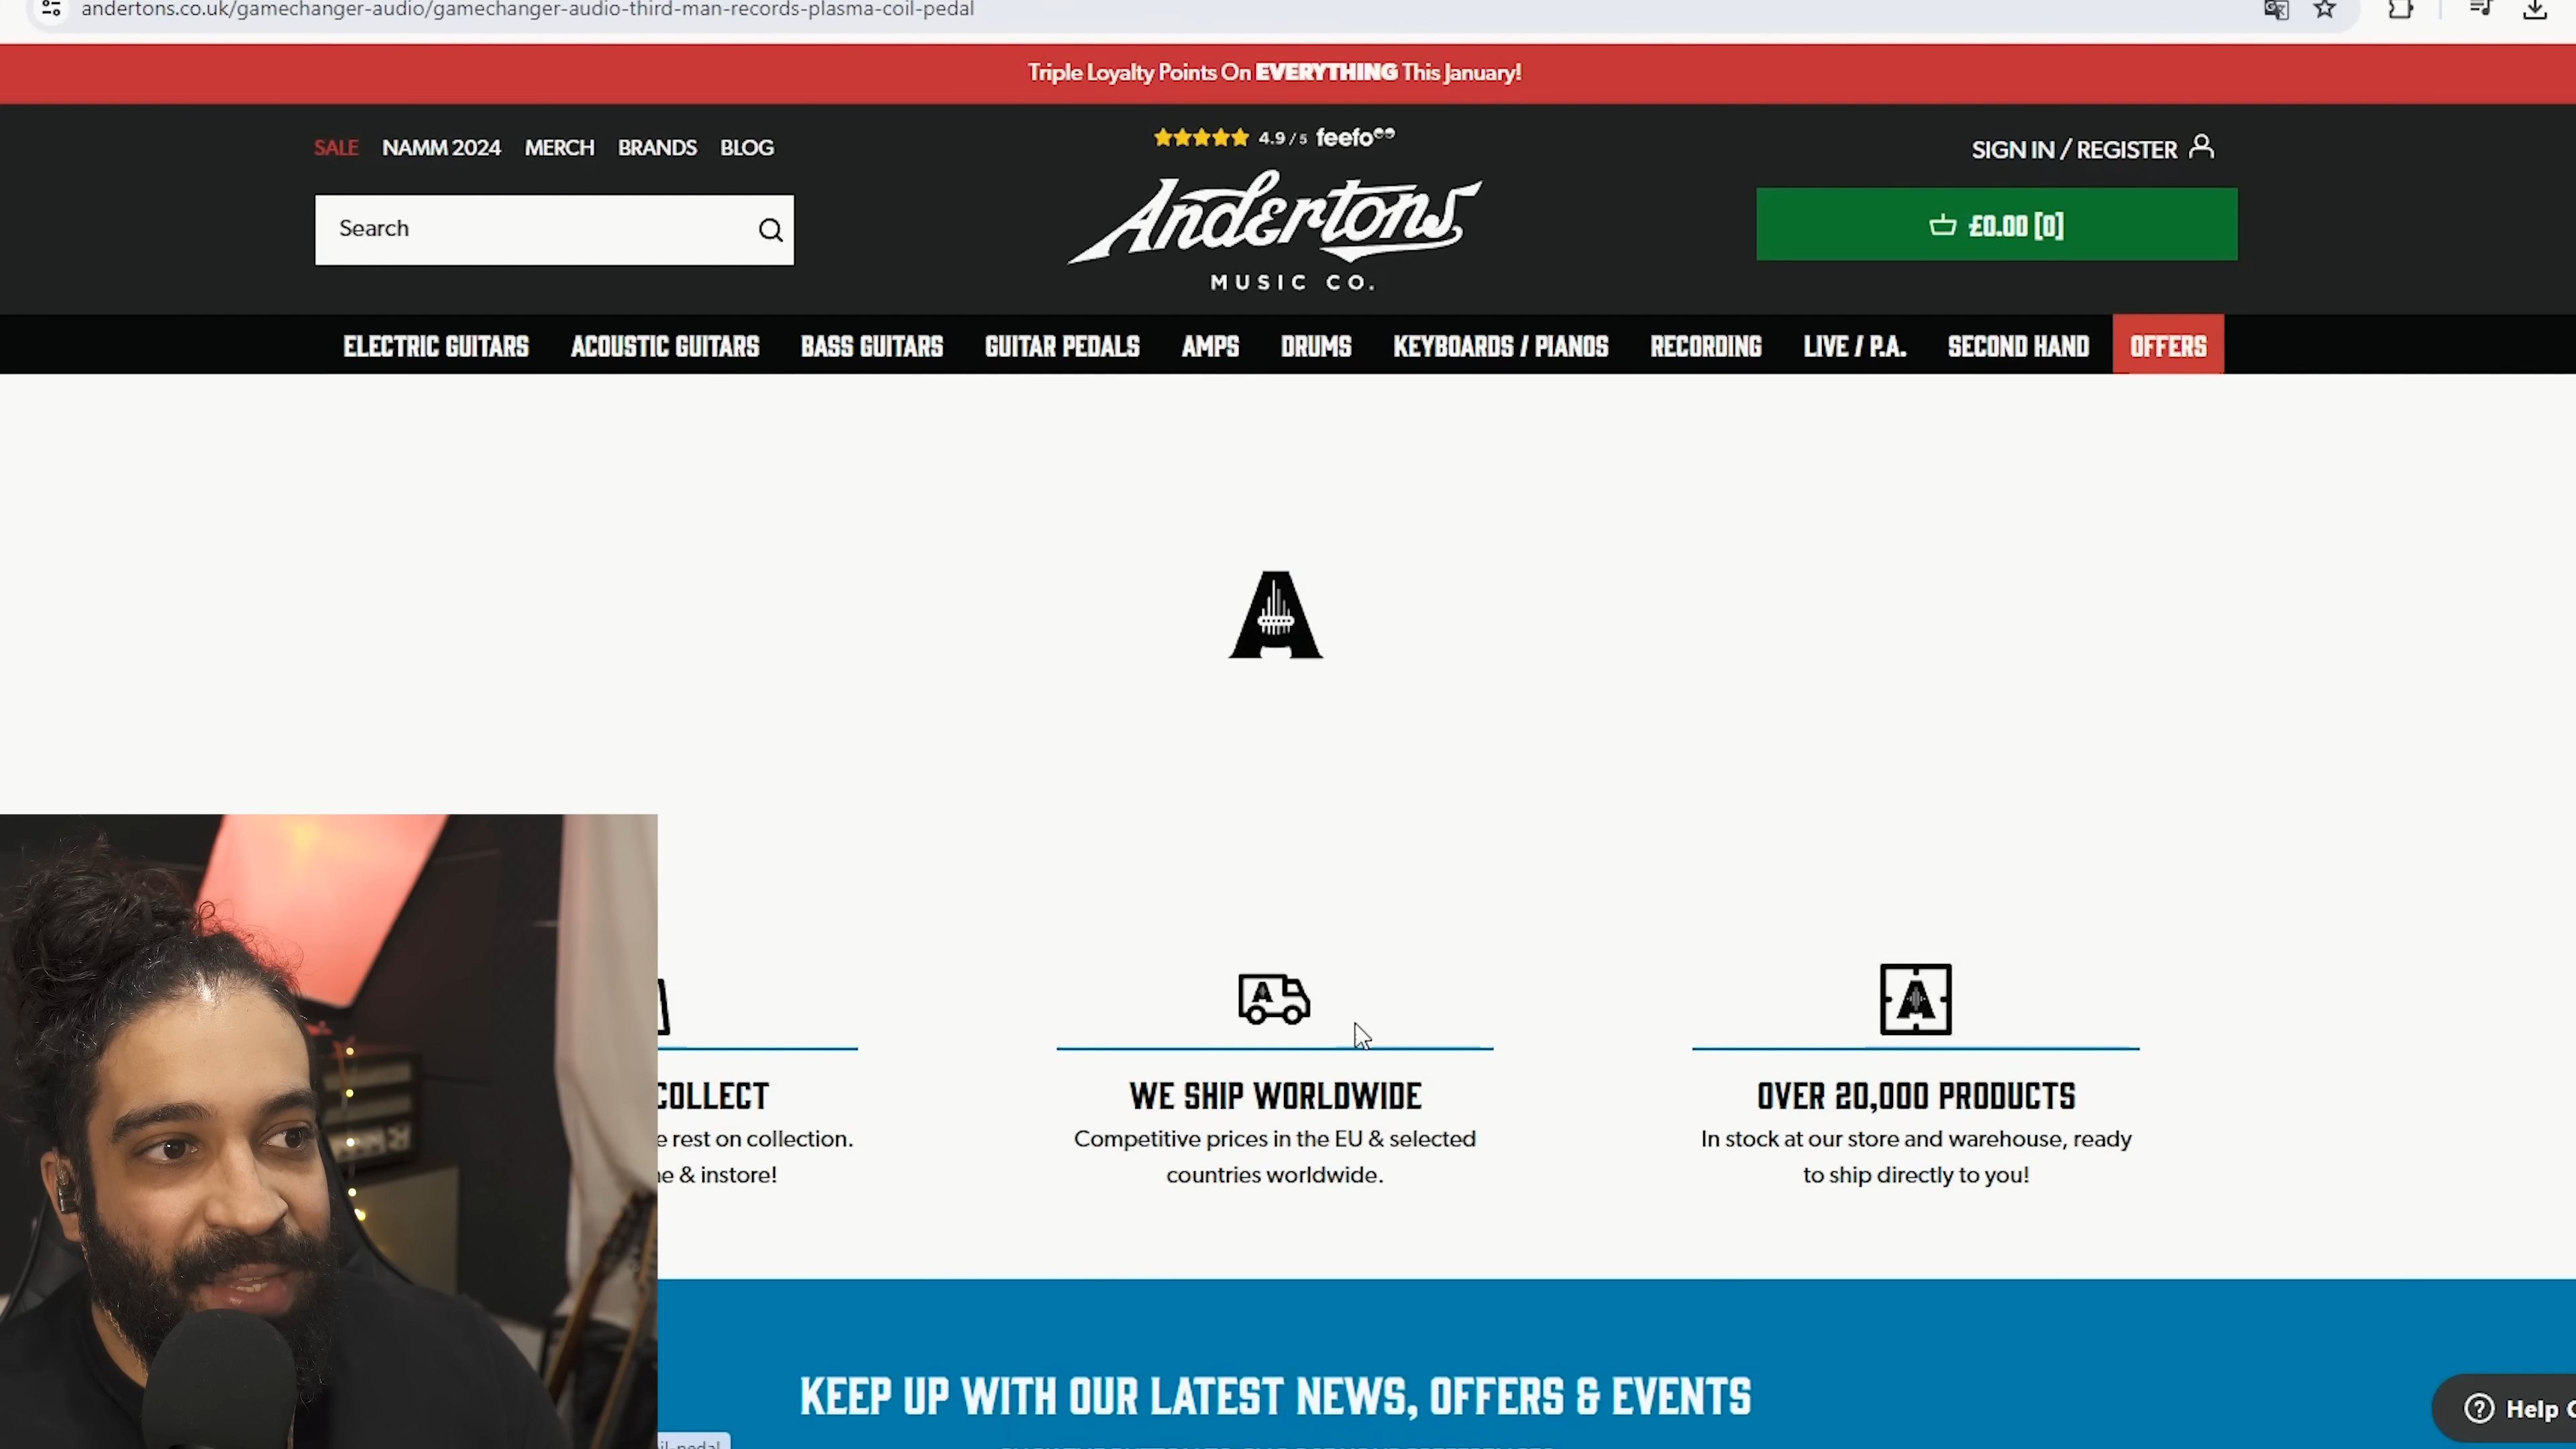 andertons.co.uk/gamechanger-audio/gamechanger-audio-third-man-records-plasma-coil-pedal
Triple Loyalty Points On EVERYTHING This January!
SALE NAMM 2024 MERCH BRANDS BLOG
4.9 / 5 feefo
SIGN IN / REGISTER
Search
Andertons
MUSIC CO.
£0.00 [0]
ELECTRIC GUITARS ACOUSTIC GUITARS BASS GUITARS GUITAR PEDALS AMPS DRUMS KEYBOARDS / PIANOS RECORDING LIVE / P.A. SECOND HAND OFFERS
A
A
A
COLLECT
e rest on collection.
e & instore!
WE SHIP WORLDWIDE
Competitive prices in the EU & selected
countries worldwide.
OVER 20,000 PRODUCTS
In stock at our store and warehouse, ready
to ship directly to you!
KEEP UP WITH OUR LATEST NEWS, OFFERS & EVENTS
Help